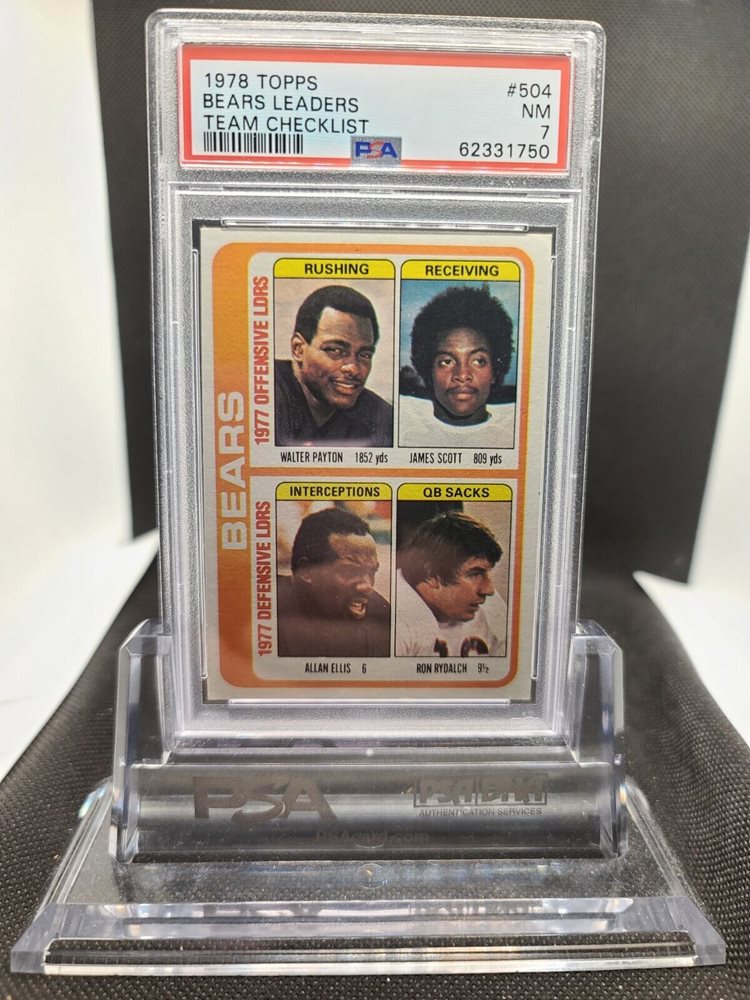 1978 TOPPS
BEARS LEADERS
TEAM CHECKLIST
#504
NM
7
62331750
PSA
BEARS
1977 OFFENSIVE LDRS
RUSHING
RECEIVING
WALTER PAYTON 1852 yds
JAMES SCOTT 809 yds
1977 DEFENSIVE LDRS
INTERCEPTIONS
QB SACKS
ALLAN ELLIS 6
RON RYDALCH 9½
PSA
PSA/DNA
AUTHENTICATION SERVICES
PSAcard.com